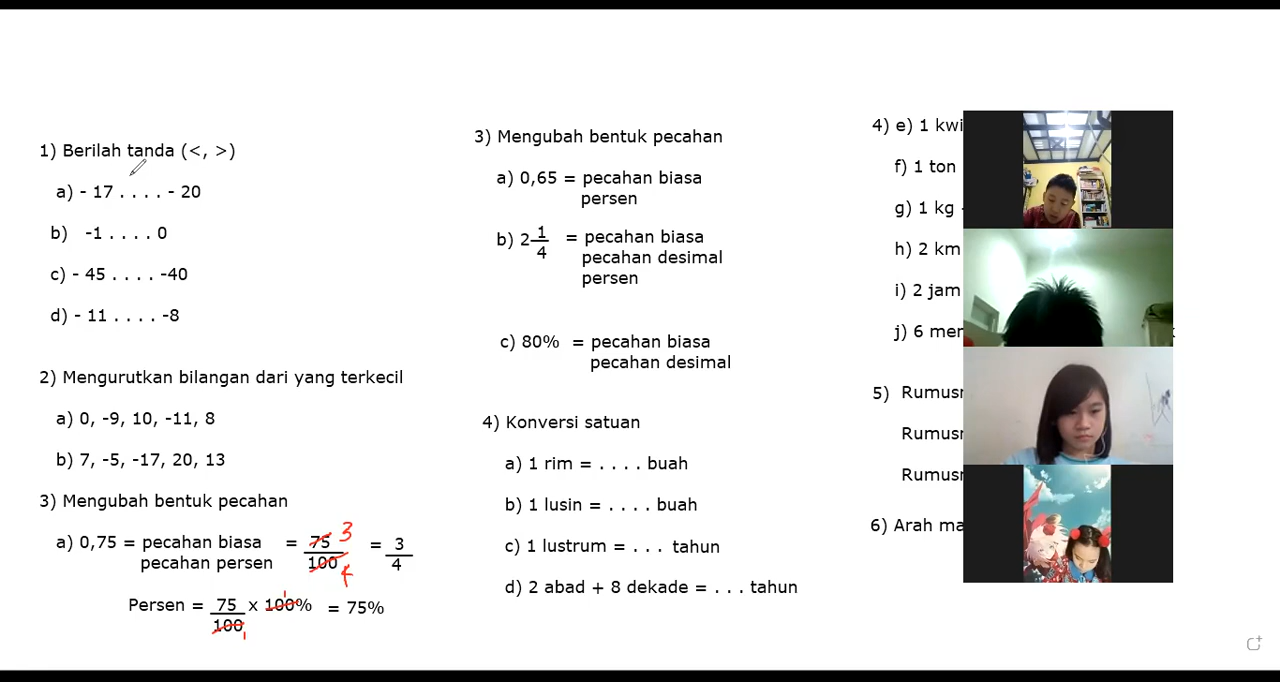 1) Berilah tanda (<, >)
a) - 17 . . . . - 20
b) -1 . . . . 0
c) - 45 . . . . -40
d) - 11 . . . . -8
2) Mengurutkan bilangan dari yang terkecil
a) 0, -9, 10, -11, 8
b) 7, -5, -17, 20, 13
3) Mengubah bentuk pecahan
a) 0,75 = pecahan biasa = 75/100 3 4 = 3/4
pecahan persen
Persen = 75/100 1 x 100% 1 = 75%
3) Mengubah bentuk pecahan
a) 0,65 = pecahan biasa
persen
b) 2 1/4 = pecahan biasa
pecahan desimal
persen
c) 80% = pecahan biasa
pecahan desimal
4) Konversi satuan
a) 1 rim = . . . . buah
b) 1 lusin = . . . . buah
c) 1 lustrum = . . . tahun
d) 2 abad + 8 dekade = . . . tahun
4) e) 1 kwi
f) 1 ton
g) 1 kg
h) 2 km
i) 2 jam
j) 6 mer
5) Rumus
Rumus
Rumus
6) Arah ma